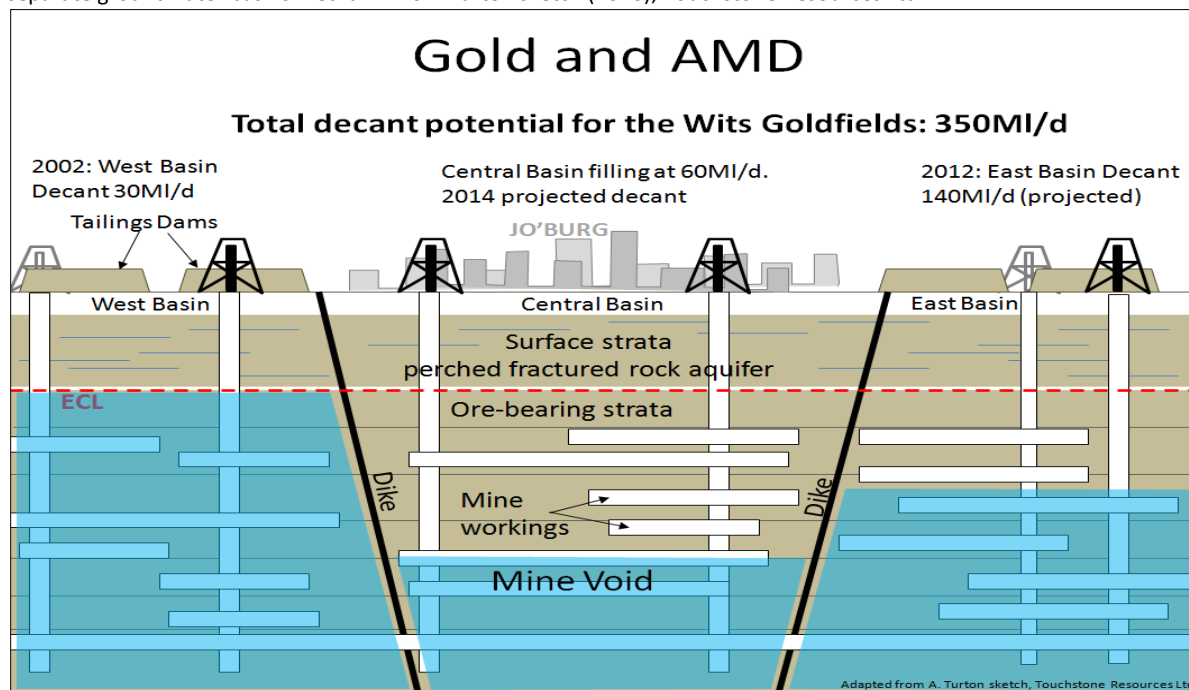 Gold and AMD
Total decant potential for the Wits Goldfields: 350Ml/d
2002: West Basin
Decant 30Ml/d
Central Basin filling at 60Ml/d.
2014 projected decant
2012: East Basin Decant
140Ml/d (projected)
Tailings Dams
JO'BURG
West Basin
Central Basin
East Basin
Surface strata
perched fractured rock aquifer
ECL
Ore-bearing strata
Dike
Dike
Mine
workings
Mine Void
Adapted from A. Turton sketch, Touchstone Resources Lt